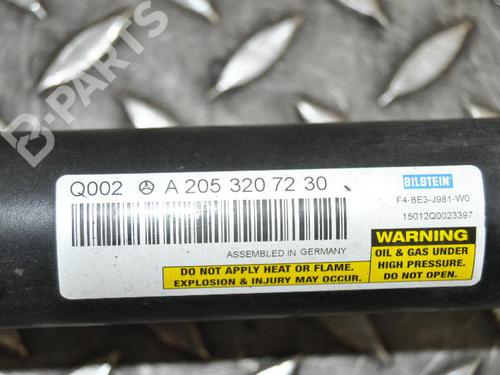 B-PARTS
Q002 A 205 320 72 30
BILSTEIN
F4-BE3-J981-W0
15012Q0023397
ASSEMBLED IN GERMANY
WARNING
OIL & GAS UNDER
HIGH PRESSURE.
DO NOT OPEN.
DO NOT APPLY HEAT OR FLAME.
EXPLOSION & INJURY MAY OCCUR.